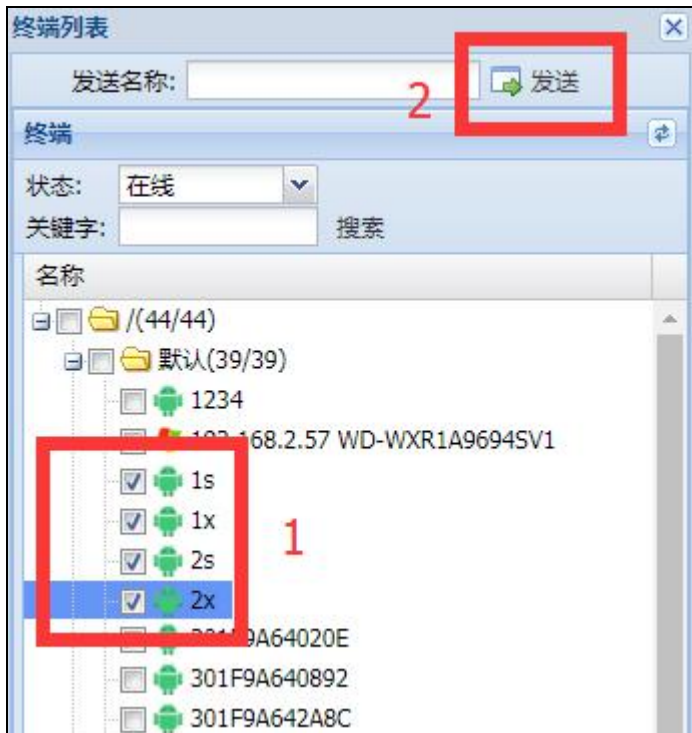 终端列表
发送名称: 2 发送
终端
状态: 在线
关键字: 搜索
名称
/(44/44)
默认(39/39)
1234
168.2.57 WD-WXR1A9694SV1
1s
1x
1
2s
2x
9A64020E
301F9A640892
301F9A642A8C